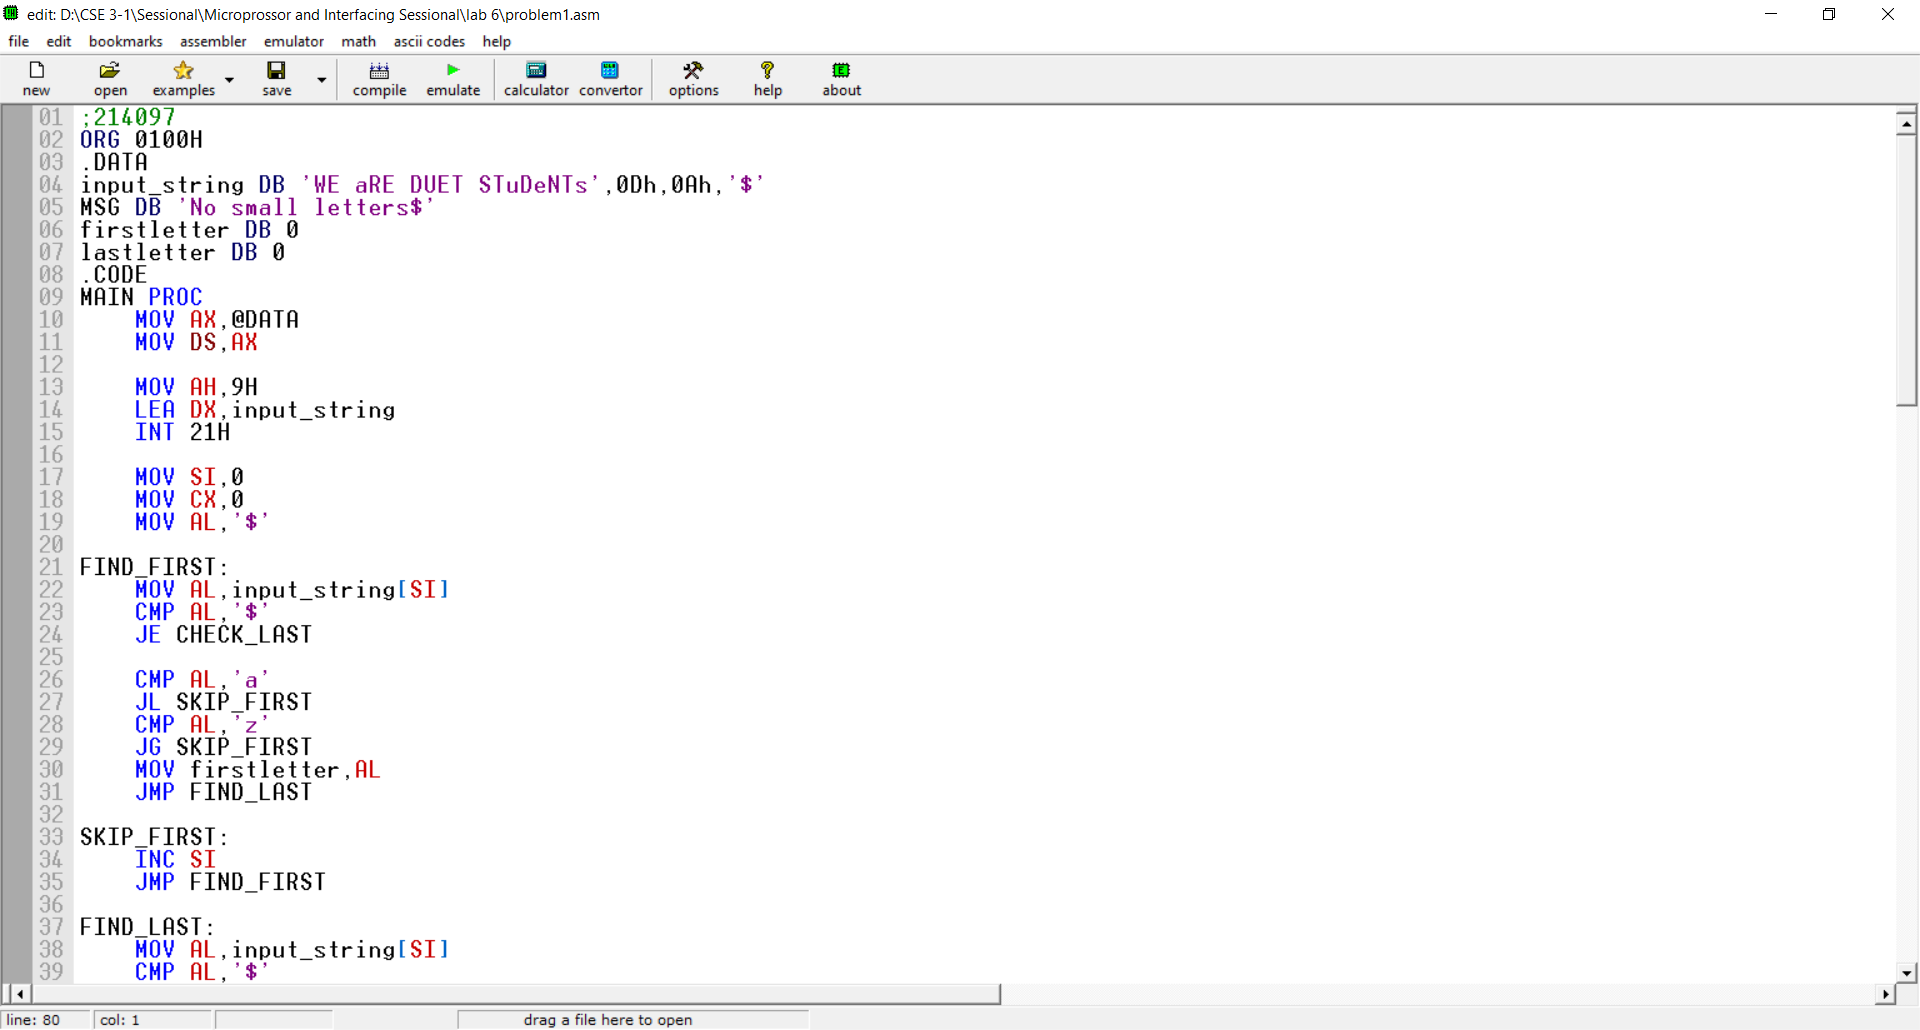 edit: D:\CSE 3-1\Sessional\Microprossor and Interfacing Sessional\lab 6\problem1.asm
file edit bookmarks assembler emulator math ascii codes help
new open examples save compile emulate calculator convertor options help about
01 ;214097
02 ORG 0100H
03 .DATA
04 input_string DB 'WE aRE DUET STuDeNTs',0Dh,0Ah,'$'
05 MSG DB 'No small letters$'
06 firstletter DB 0
07 lastletter DB 0
08 .CODE
09 MAIN PROC
10 MOV AX,@DATA
11 MOV DS,AX
12
13 MOV AH,9H
14 LEA DX,input_string
15 INT 21H
16
17 MOV SI,0
18 MOV CX,0
19 MOV AL,'$'
20
21 FIND_FIRST:
22 MOV AL,input_string[SI]
23 CMP AL,'$'
24 JE CHECK_LAST
25
26 CMP AL,'a'
27 JL SKIP_FIRST
28 CMP AL,'z'
29 JG SKIP_FIRST
30 MOV firstletter,AL
31 JMP FIND_LAST
32
33 SKIP_FIRST:
34 INC SI
35 JMP FIND_FIRST
36
37 FIND_LAST:
38 MOV AL,input_string[SI]
39 CMP AL,'$'
line: 80 col: 1 drag a file here to open